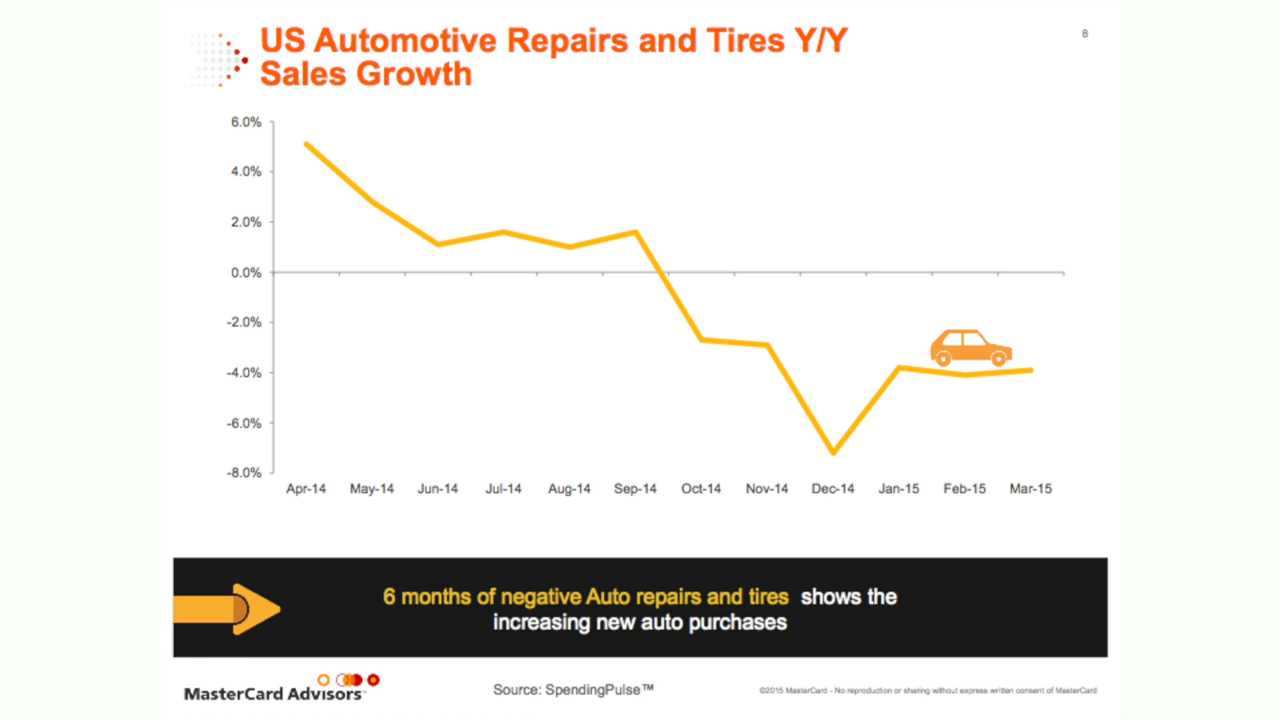 US Automotive Repairs and Tires Y/Y
Sales Growth
8
6.0%
4.0%
2.0%
0.0%
-2.0%
-4.0%
-6.0%
-8.0%
Apr-14 May-14 Jun-14 Jul-14 Aug-14 Sep-14 Oct-14 Nov-14 Dec-14 Jan-15 Feb-15 Mar-15
6 months of negative Auto repairs and tires shows the
increasing new auto purchases
MasterCard Advisors
Source: SpendingPulse™
©2015 MasterCard - No reproduction or sharing without express written consent of MasterCard